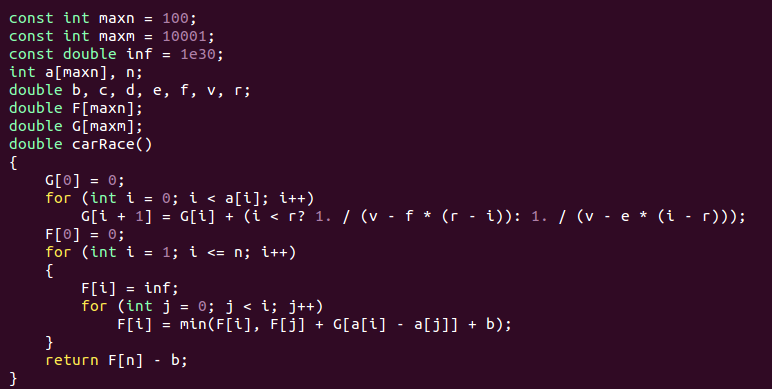 const int maxn = 100;
const int maxm = 10001;
const double inf = 1e30;
int a[maxn], n;
double b, c, d, e, f, v, r;
double F[maxn];
double G[maxm];
double carRace()
{
    G[0] = 0;
    for (int i = 0; i < a[i]; i++)
        G[i + 1] = G[i] + (i < r? 1. / (v - f * (r - i)): 1. / (v - e * (i - r)));
    F[0] = 0;
    for (int i = 1; i <= n; i++)
    {
        F[i] = inf;
        for (int j = 0; j < i; j++)
            F[i] = min(F[i], F[j] + G[a[i] - a[j]] + b);
    }
    return F[n] - b;
}